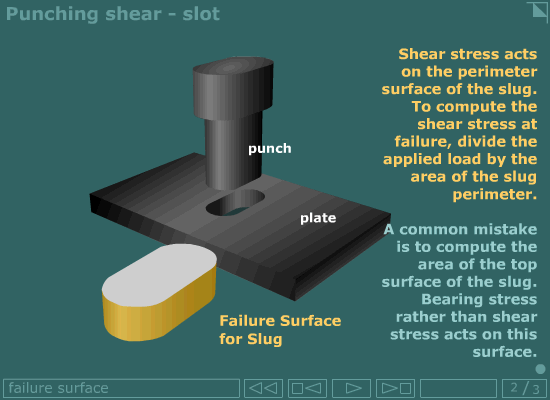 Punching shear - slot
Shear stress acts
on the perimeter
surface of the slug.
To compute the
shear stress at
failure, divide the
applied load by the
area of the slug
perimeter.
A common mistake
is to compute the
area of the top
surface of the slug.
Bearing stress
rather than shear
stress acts on this
surface.
punch
plate
Failure Surface
for Slug
failure surface
2 / 3